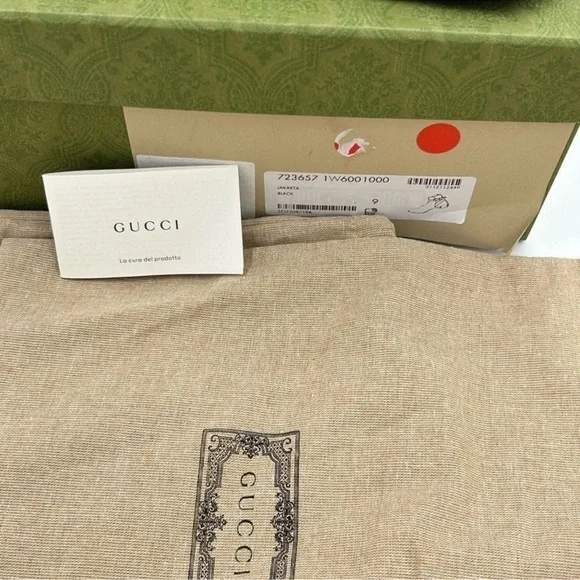 723657 1W6001000
JAKARTA
BLACK
9
GUCCI
La cura del prodotto
GUCCI